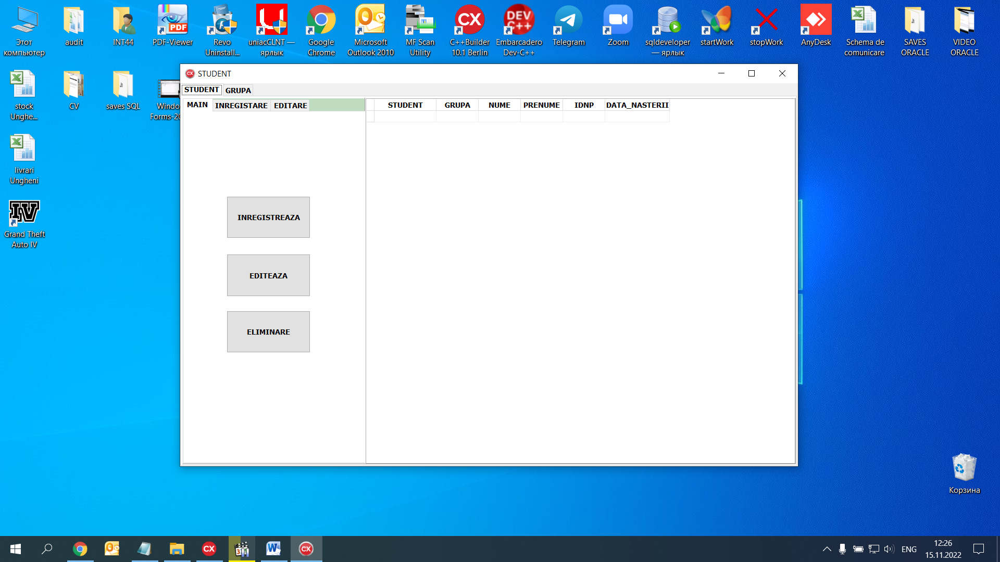 Этот
компьютер
audit
INT44
PDF-Viewer
Revo
Uninstall...
uniacCLNT —
ярлык
Google
Chrome
Microsoft
Outlook 2010
MF Scan
Utility
C++Builder
10.1 Berlin
Embarcadero
Dev-C++
Telegram
Zoom
sqldeveloper
— ярлык
startWork
stopWork
AnyDesk
Schema de
comunicare
SAVES
ORACLE
VIDEO
ORACLE
stock
Unghe...
CV
saves SQL
Windo
Forms-20
livrari
Ungheni
Grand Theft
Auto IV
STUDENT
STUDENT GRUPA
MAIN INREGISTARE EDITARE
STUDENT GRUPA NUME PRENUME IDNP DATA_NASTERII
INREGISTREAZA
EDITEAZA
ELIMINARE
Корзина
ENG
12:26
15.11.2022